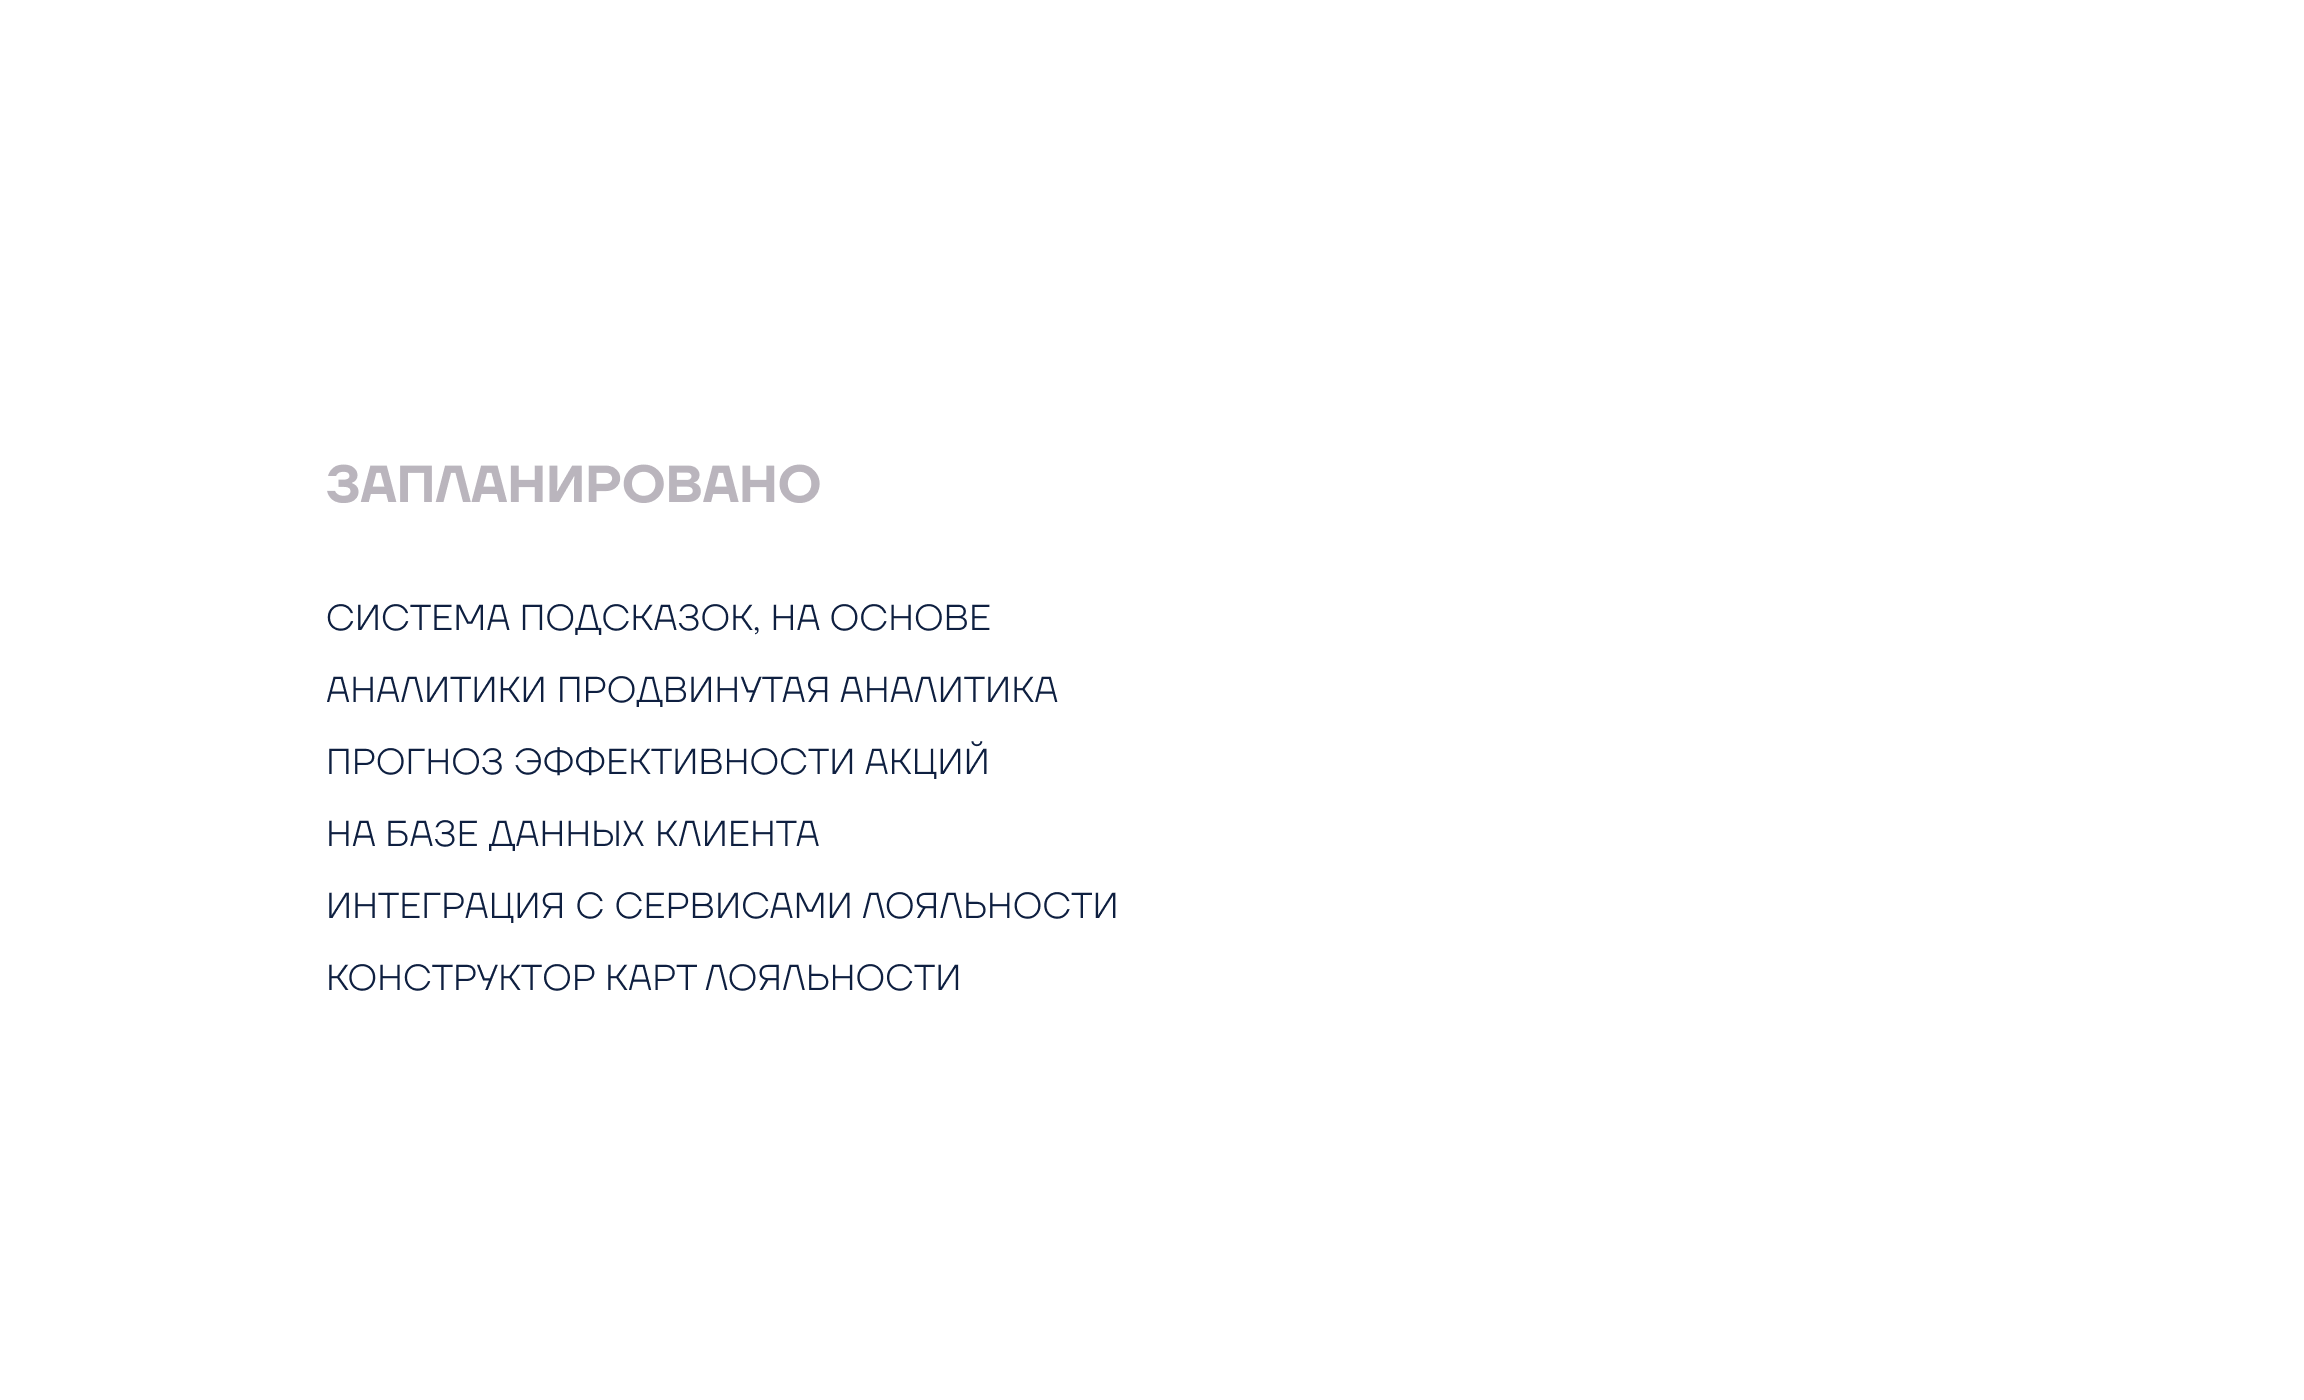 ЗАПЛАНИРОВАНО
СИСТЕМА ПОДСКАЗОК, НА ОСНОВЕ
АНАЛИТИКИ ПРОДВИНУТАЯ АНАЛИТИКА
ПРОГНОЗ ЭФФЕКТИВНОСТИ АКЦИЙ
НА БАЗЕ ДАННЫХ КЛИЕНТА
ИНТЕГРАЦИЯ С СЕРВИСАМИ ЛОЯЛЬНОСТИ
КОНСТРУКТОР КАРТ ЛОЯЛЬНОСТИ